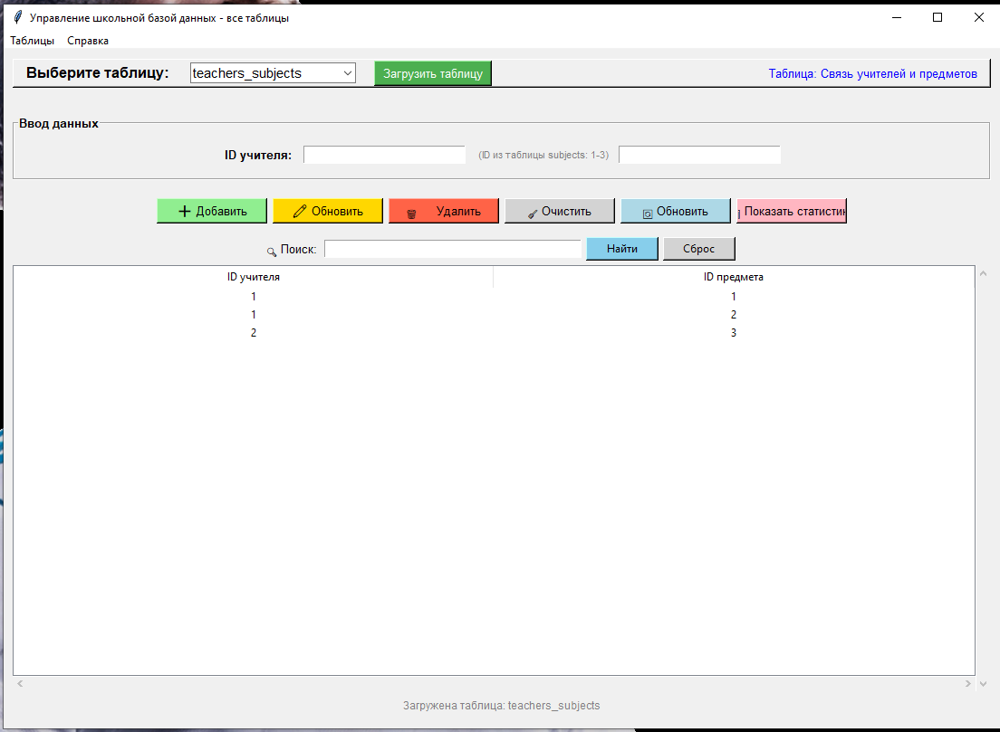 Управление школьной базой данных - все таблицы
Таблицы Справка
Выберите таблицу: teachers_subjects Загрузить таблицу Таблица: Связь учителей и предметов
Ввод данных
ID учителя: (ID из таблицы subjects: 1-3)
Добавить Обновить Удалить Очистить Обновить Показать статистик
Поиск: Найти Сброс
ID учителя ID предмета
1 1
1 2
2 3
Загружена таблица: teachers_subjects